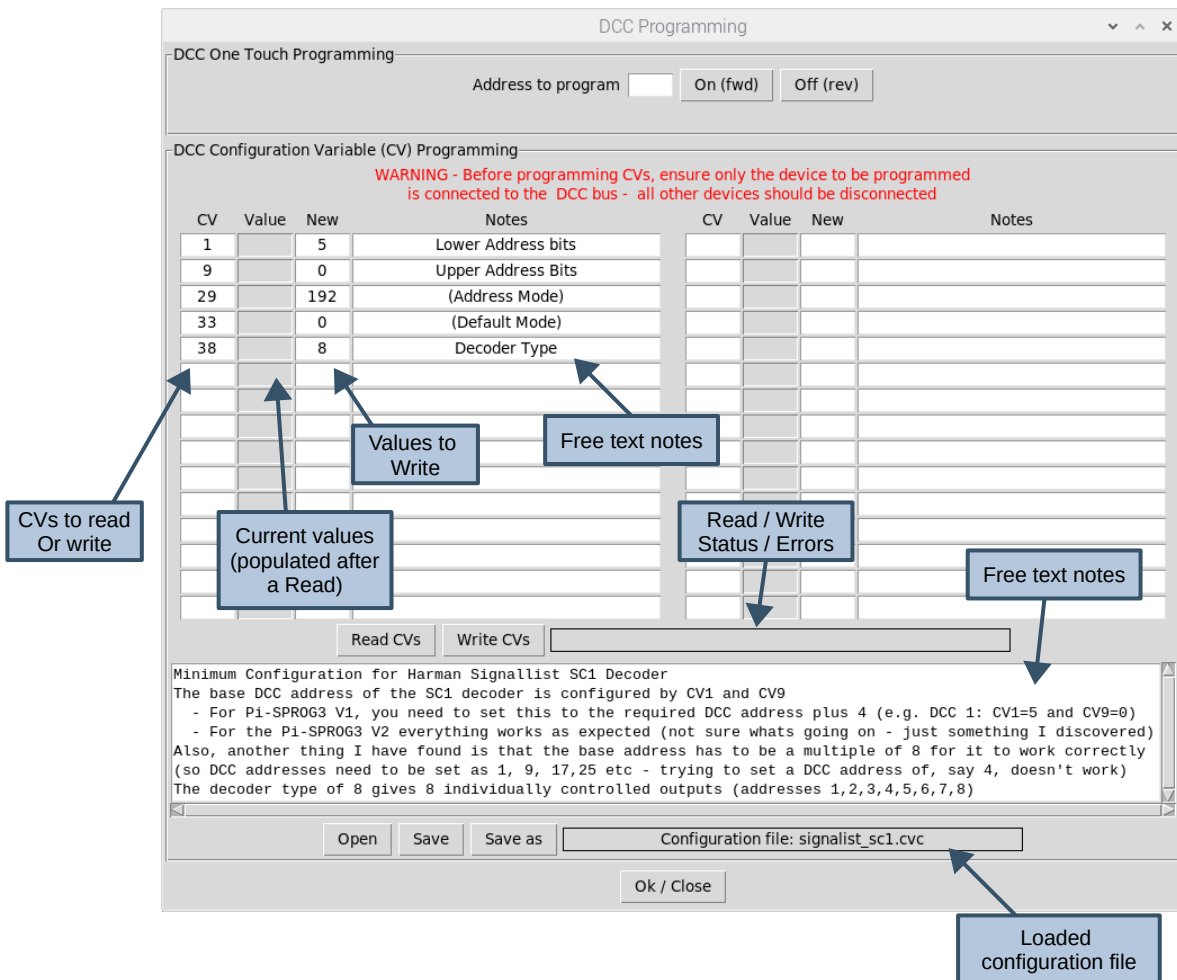 DCC Programming
DCC One Touch Programming
Address to program On (fwd) Off (rev)
DCC Configuration Variable (CV) Programming
WARNING - Before programming CVs, ensure only the device to be programmed
is connected to the DCC bus - all other devices should be disconnected
CV Value New Notes CV Value New Notes
1 5 Lower Address bits
9 0 Upper Address Bits
29 192 (Address Mode)
33 0 (Default Mode)
38 8 Decoder Type
Values to
Write
Free text notes
CVs to read
Or write
Current values
(populated after
a Read)
Read / Write
Status / Errors
Free text notes
Read CVs Write CVs
Minimum Configuration for Harman Signallist SC1 Decoder
The base DCC address of the SC1 decoder is configured by CV1 and CV9
- For Pi-SPROG3 V1, you need to set this to the required DCC address plus 4 (e.g. DCC 1: CV1=5 and CV9=0)
- For the Pi-SPROG3 V2 everything works as expected (not sure whats going on - just something I discovered)
Also, another thing I have found is that the base address has to be a multiple of 8 for it to work correctly
(so DCC addresses need to be set as 1, 9, 17,25 etc - trying to set a DCC address of, say 4, doesn't work)
The decoder type of 8 gives 8 individually controlled outputs (addresses 1,2,3,4,5,6,7,8)
Open Save Save as Configuration file: signalist_sc1.cvc
Ok / Close
Loaded
configuration file